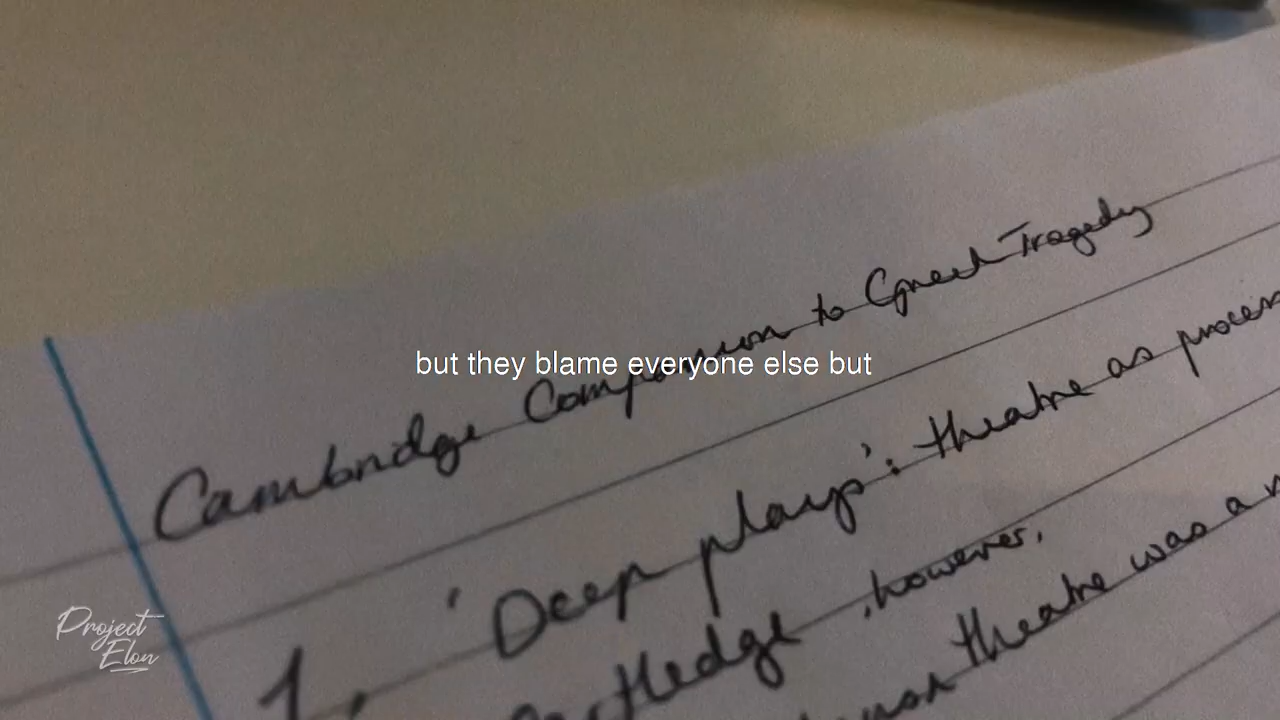 Cambridge Companion to Greek Tragedy
but they blame everyone else but
1. 'Deep plays': theatre as process
Cartledge, however,
theatre was a
Project
Elon